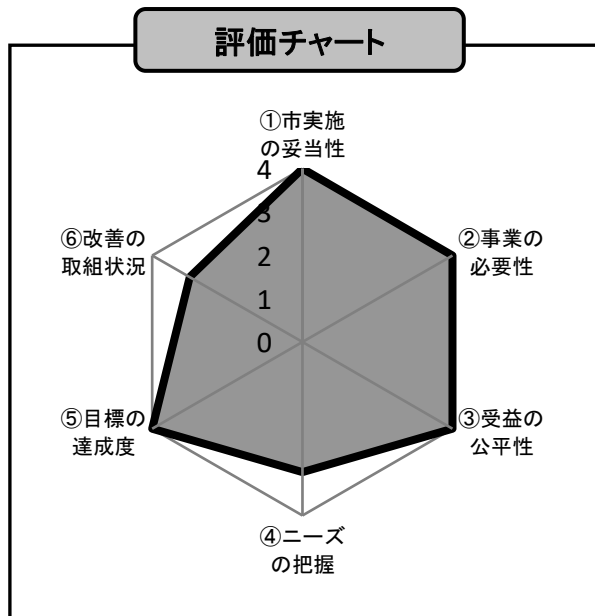 評価チャート
①市実施
の妥当性
4
3
2
1
0
②事業の
必要性
③受益の
公平性
④ニーズ
の把握
⑤目標の
達成度
⑥改善の
取組状況